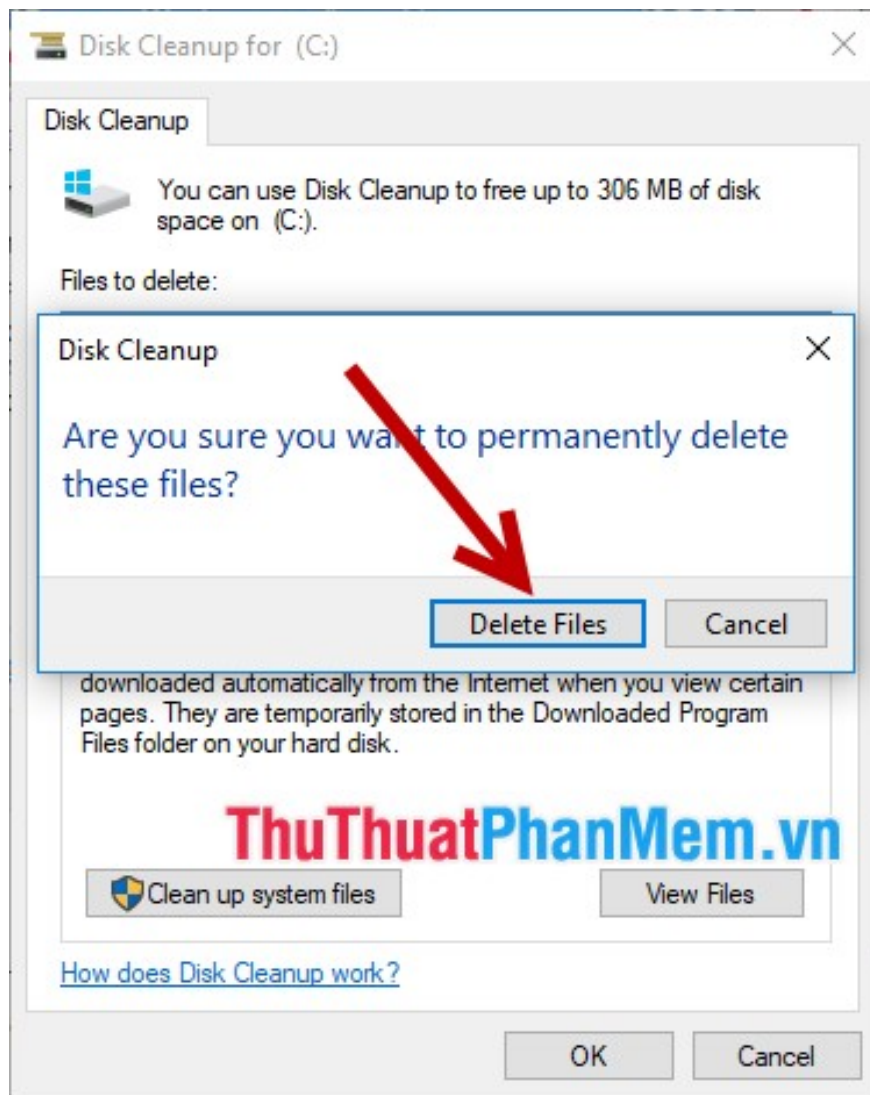 Disk Cleanup for (C:)
Disk Cleanup
You can use Disk Cleanup to free up to 306 MB of disk
space on (C:).
Files to delete:
Disk Cleanup
Are you sure you want to permanently delete
these files?
Delete Files
Cancel
downloaded automatically from the Internet when you view certain
pages. They are temporarily stored in the Downloaded Program
Files folder on your hard disk.
ThuThuatPhanMem.vn
Clean up system files
View Files
How does Disk Cleanup work?
OK
Cancel